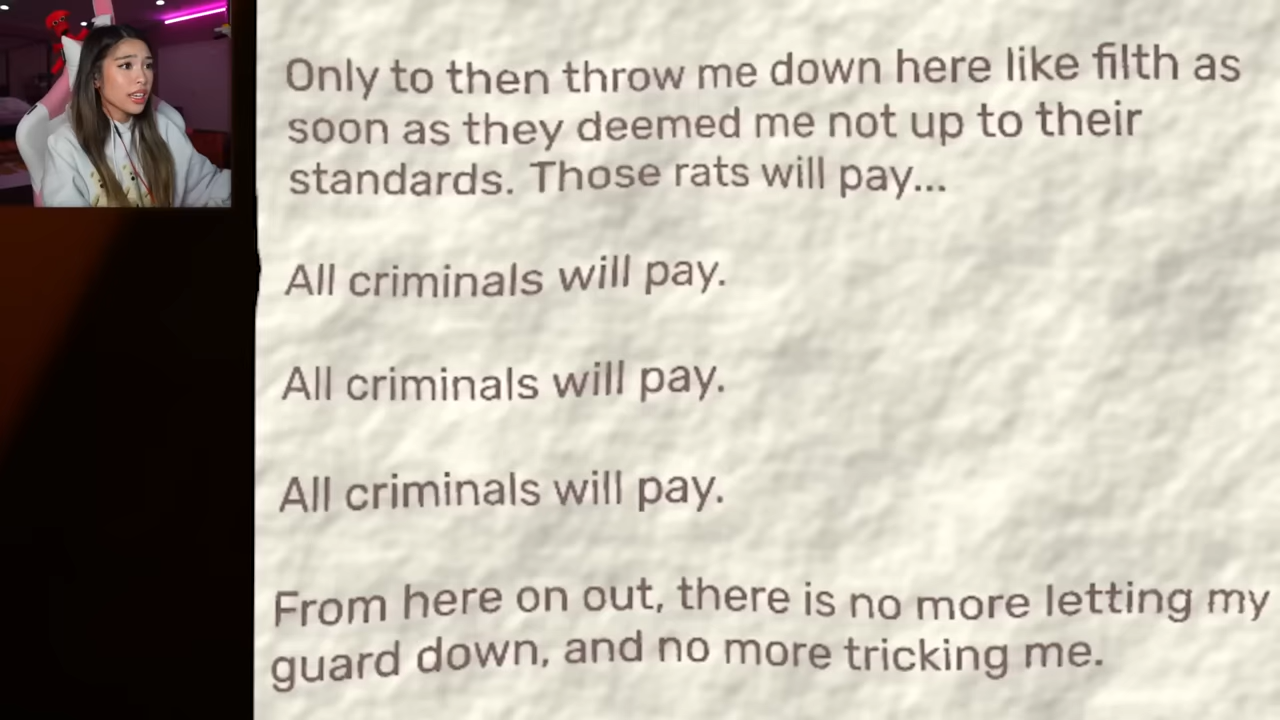 Only to then throw me down here like filth as
soon as they deemed me not up to their
standards. Those rats will pay...
All criminals will pay.
All criminals will pay.
All criminals will pay.
From here on out, there is no more letting my
guard down, and no more tricking me.